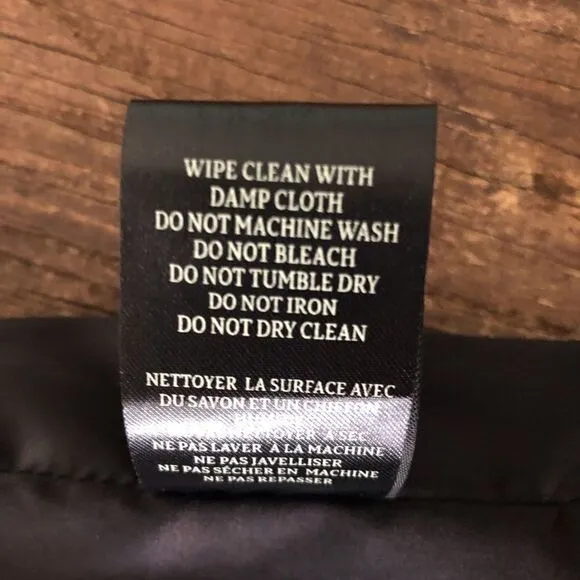 WIPE CLEAN WITH
DAMP CLOTH
DO NOT MACHINE WASH
DO NOT BLEACH
DO NOT TUMBLE DRY
DO NOT IRON
DO NOT DRY CLEAN
NETTOYER LA SURFACE AVEC
DU SAVON ET UN CHIFFON
A SEC
NE PAS LAVER À LA MACHINE
NE PAS JAVELLISER
NE PAS SÉCHER EN MACHINE
NE PAS REPASSER